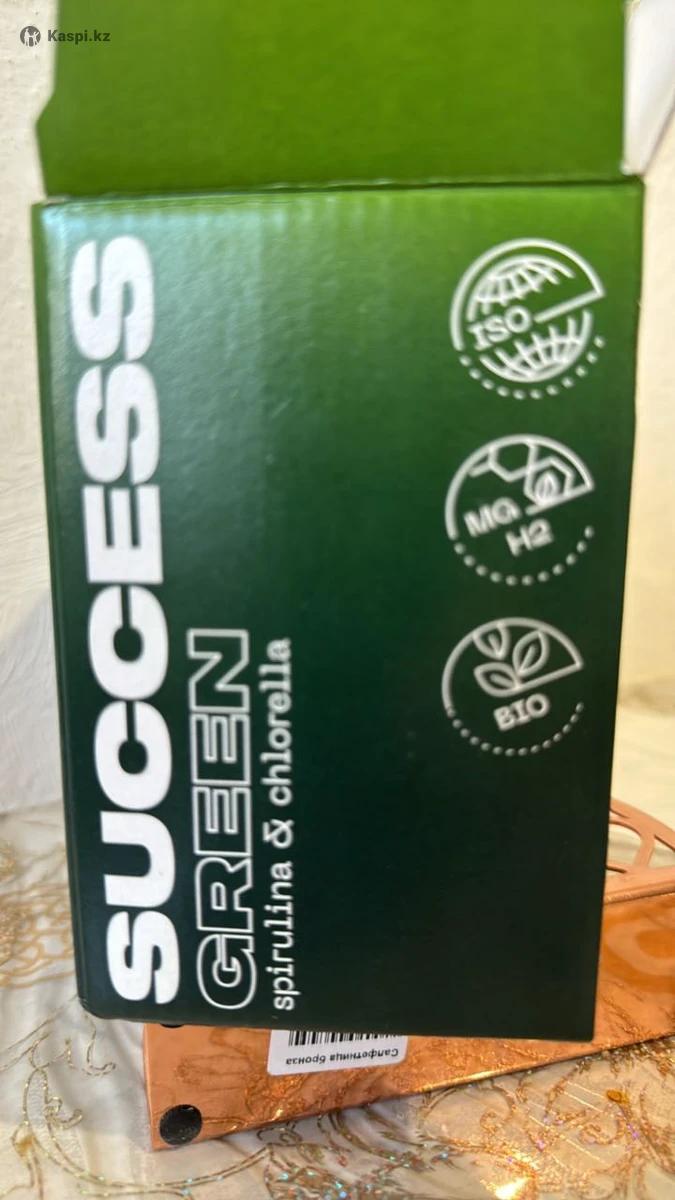 Kaspi.kz
SUCCESS
GREEN
spirulina & chlorella
ISO
MG
H2
BIO
Салфетница бронза